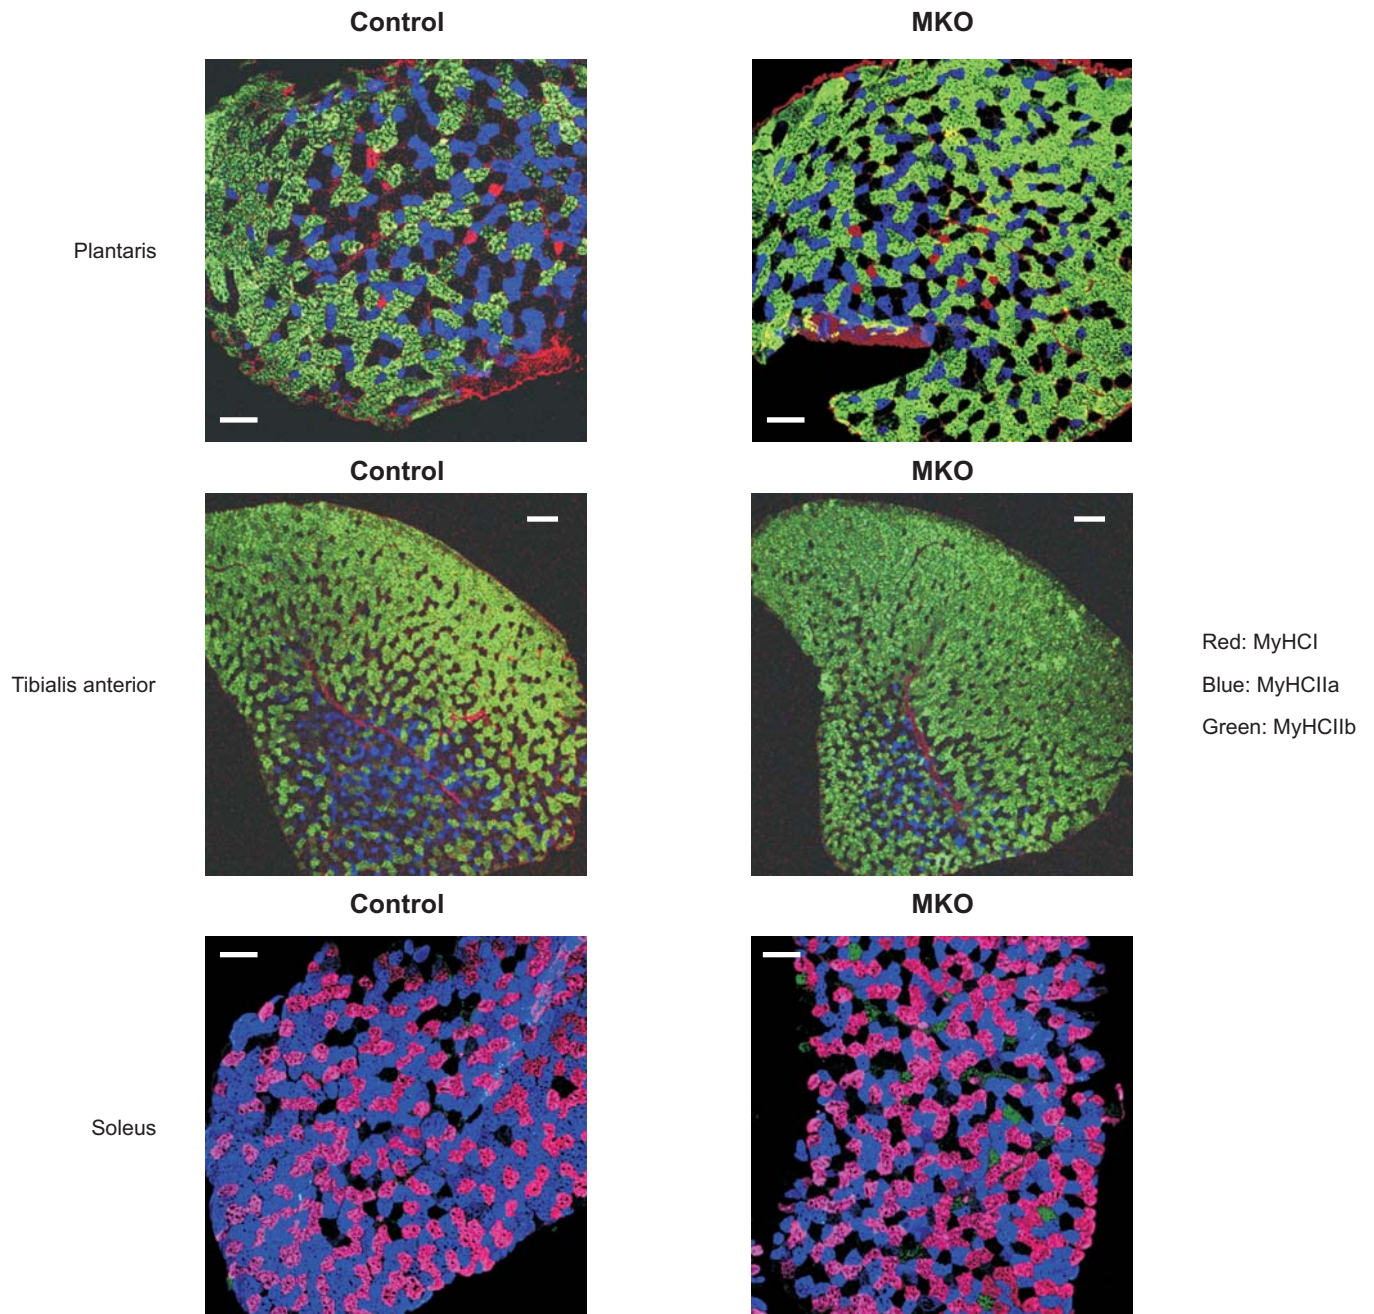 Control MKO
Plantaris
Control MKO
Tibialis anterior
Red: MyHCI
Blue: MyHCIIa
Green: MyHCIIb
Control MKO
Soleus